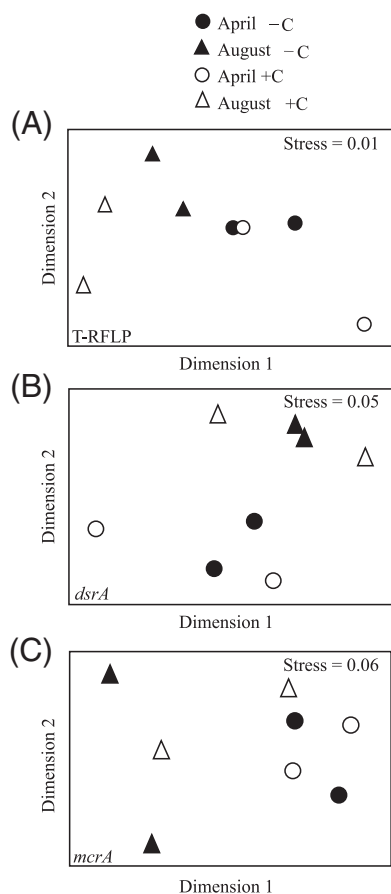 April −C
August −C
April +C
August +C
(A)
Stress = 0.01
Dimension 2
T-RFLP
Dimension 1
(B)
Stress = 0.05
Dimension 2
dsrA
Dimension 1
(C)
Stress = 0.06
Dimension 2
mcrA
Dimension 1